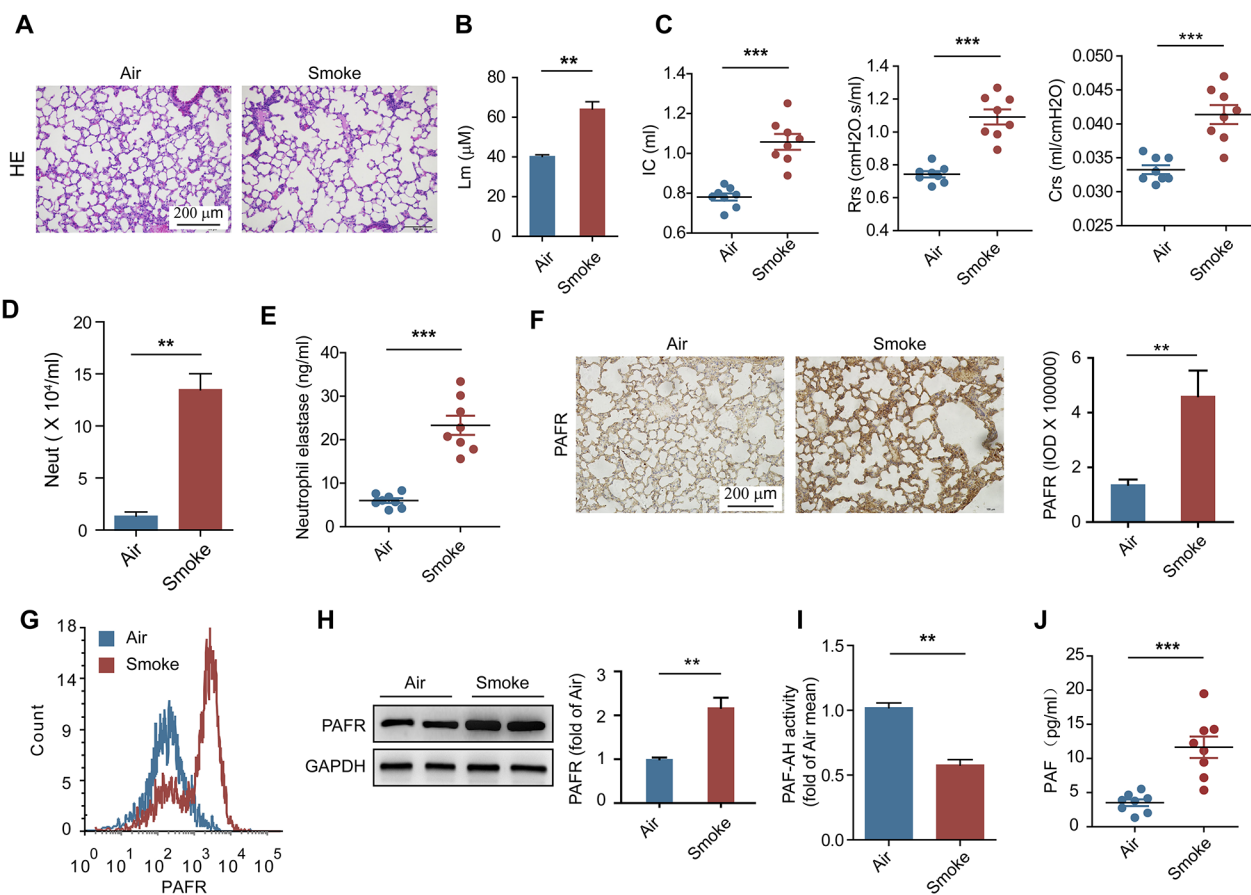 A
Air
Smoke
HE
200 µm
B
**
Lm (µM)
80
60
40
20
0
Air
Smoke
C
***
IC (ml)
1.4
1.2
1.0
0.8
0.6
Air
Smoke
***
Rrs (cmH2O.s/ml)
1.4
1.2
1.0
0.8
0.6
0.4
Air
Smoke
***
Crs (ml/cmH2O)
0.050
0.045
0.040
0.035
0.030
0.025
Air
Smoke
D
**
Neut ( X 10⁴/ml)
20
15
10
5
0
Air
Smoke
E
***
Neutrophil elastase (ng/ml)
40
30
20
10
0
Air
Smoke
F
Air
Smoke
PAFR
200 µm
**
PAFR (IOD X 100000)
6
4
2
0
Air
Smoke
G
Air
Smoke
Count
18
14
9
5
0
10⁰ 10¹ 10² 10³ 10⁴ 10⁵
PAFR
H
Air Smoke
PAFR
GAPDH
**
PAFR (fold of Air)
3
2
1
0
Air
Smoke
I
**
PAF-AH activity
(fold of Air mean)
1.5
1.0
0.5
0.0
Air
Smoke
J
***
PAF（pg/ml）
25
20
15
10
5
0
Air
Smoke